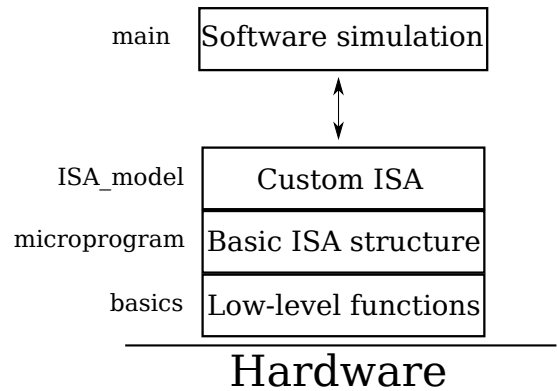 main Software simulation
ISA_model Custom ISA
microprogram Basic ISA structure
basics Low-level functions
Hardware